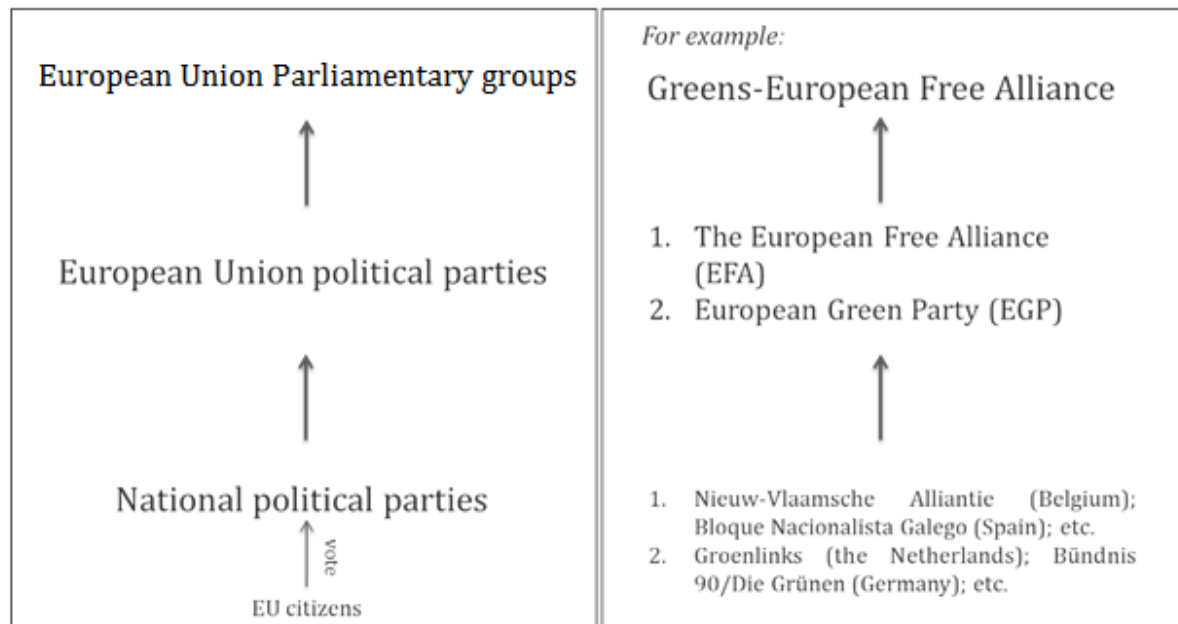 European Union Parliamentary groups
European Union political parties
National political parties
vote
EU citizens
For example:
Greens-European Free Alliance
1. The European Free Alliance
(EFA)
2. European Green Party (EGP)
1. Nieuw-Vlaamsche Alliantie (Belgium);
Bloque Nacionalista Galego (Spain); etc.
2. Groenlinks (the Netherlands); Bündnis
90/Die Grünen (Germany); etc.